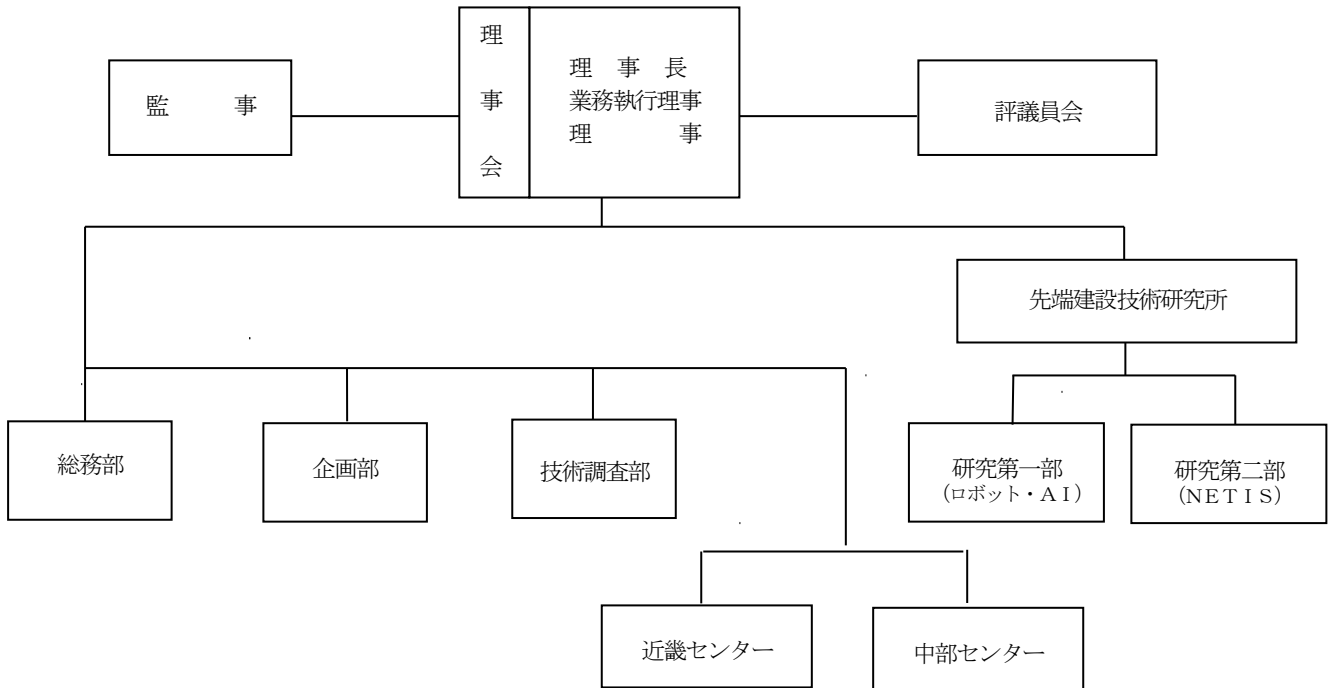 監　　事
理事会
理　事　長
業務執行理事
理　　　事
評議員会
先端建設技術研究所
総務部
企画部
技術調査部
研究第一部
（ロボット・ＡＩ）
研究第二部
（ＮＥＴＩＳ）
近畿センター
中部センター